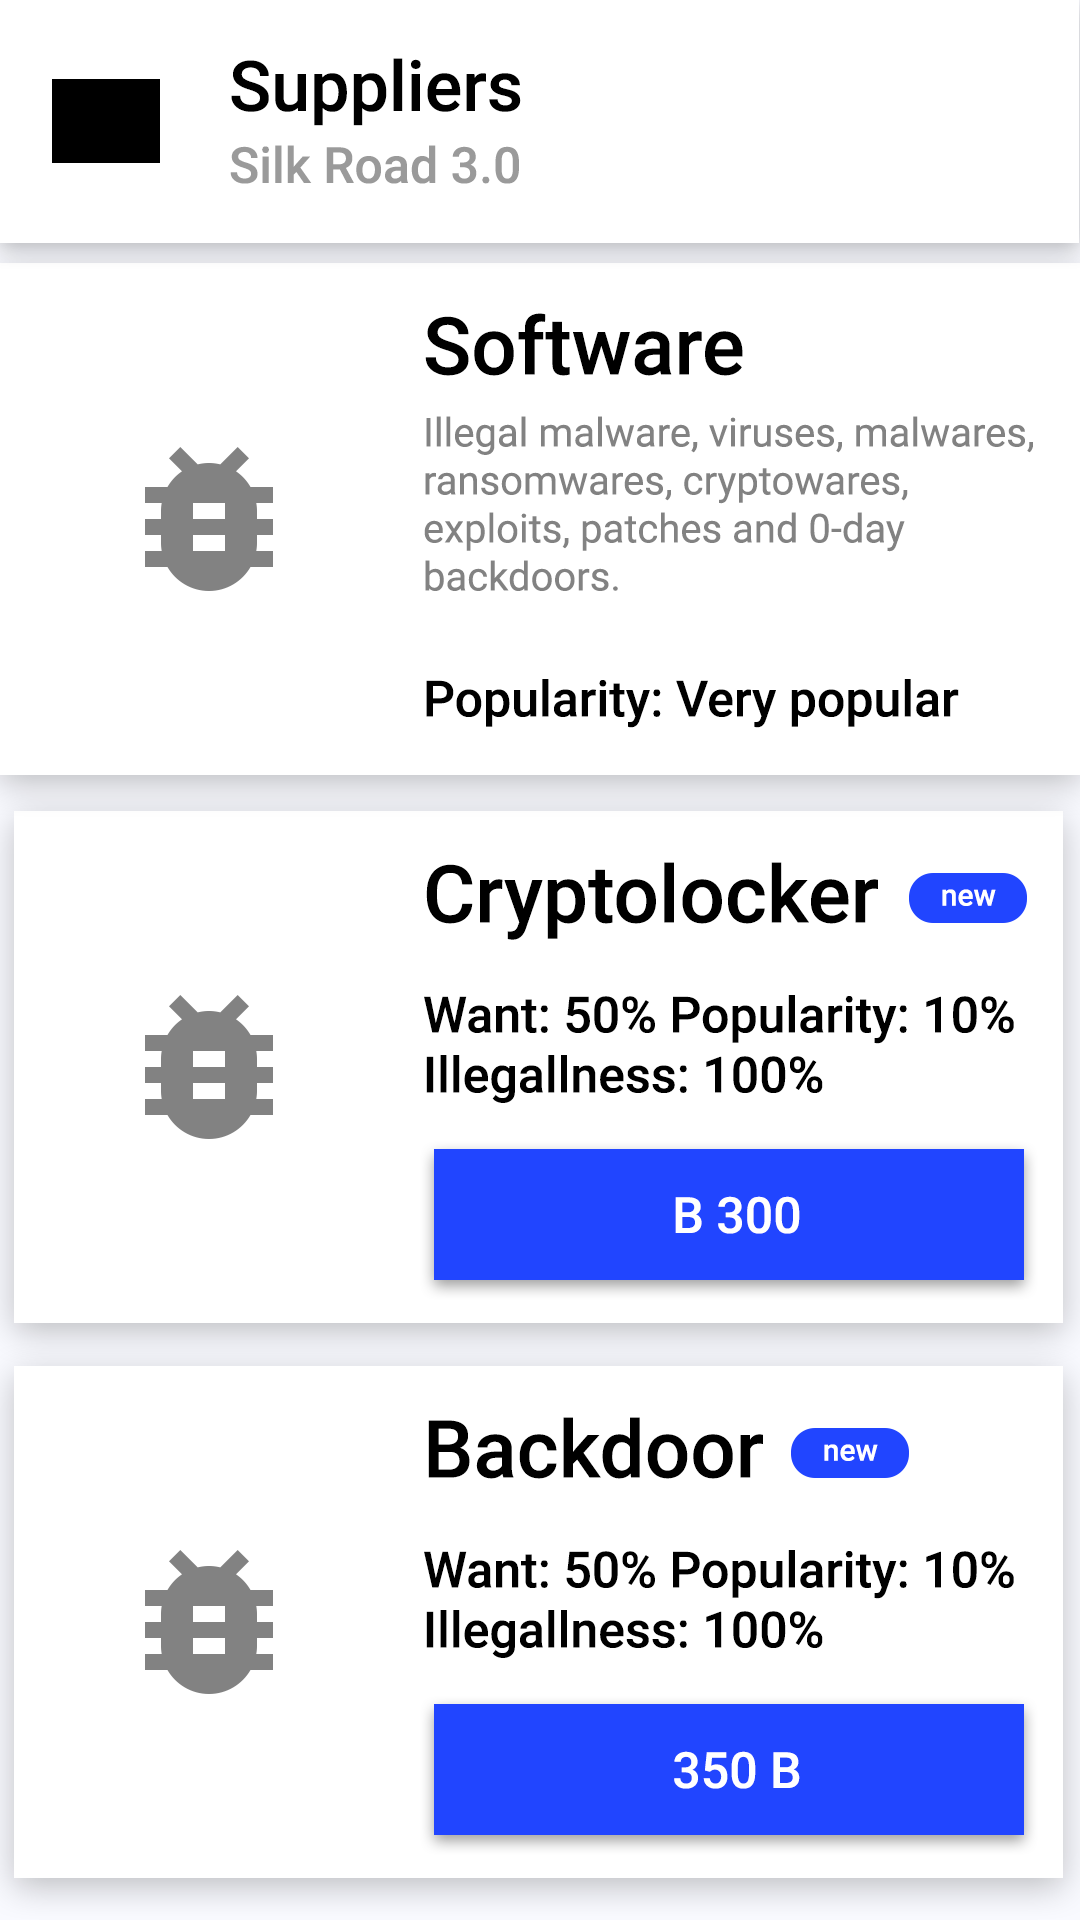 Suppliers
Silk Road 3.0
Software
Illegal malware, viruses, malwares,
ransomwares, cryptowares,
exploits, patches and 0-day
backdoors.
Popularity: Very popular
Cryptolocker new
Want: 50% Popularity: 10%
Illegallness: 100%
B 300
Backdoor new
Want: 50% Popularity: 10%
Illegallness: 100%
350 B